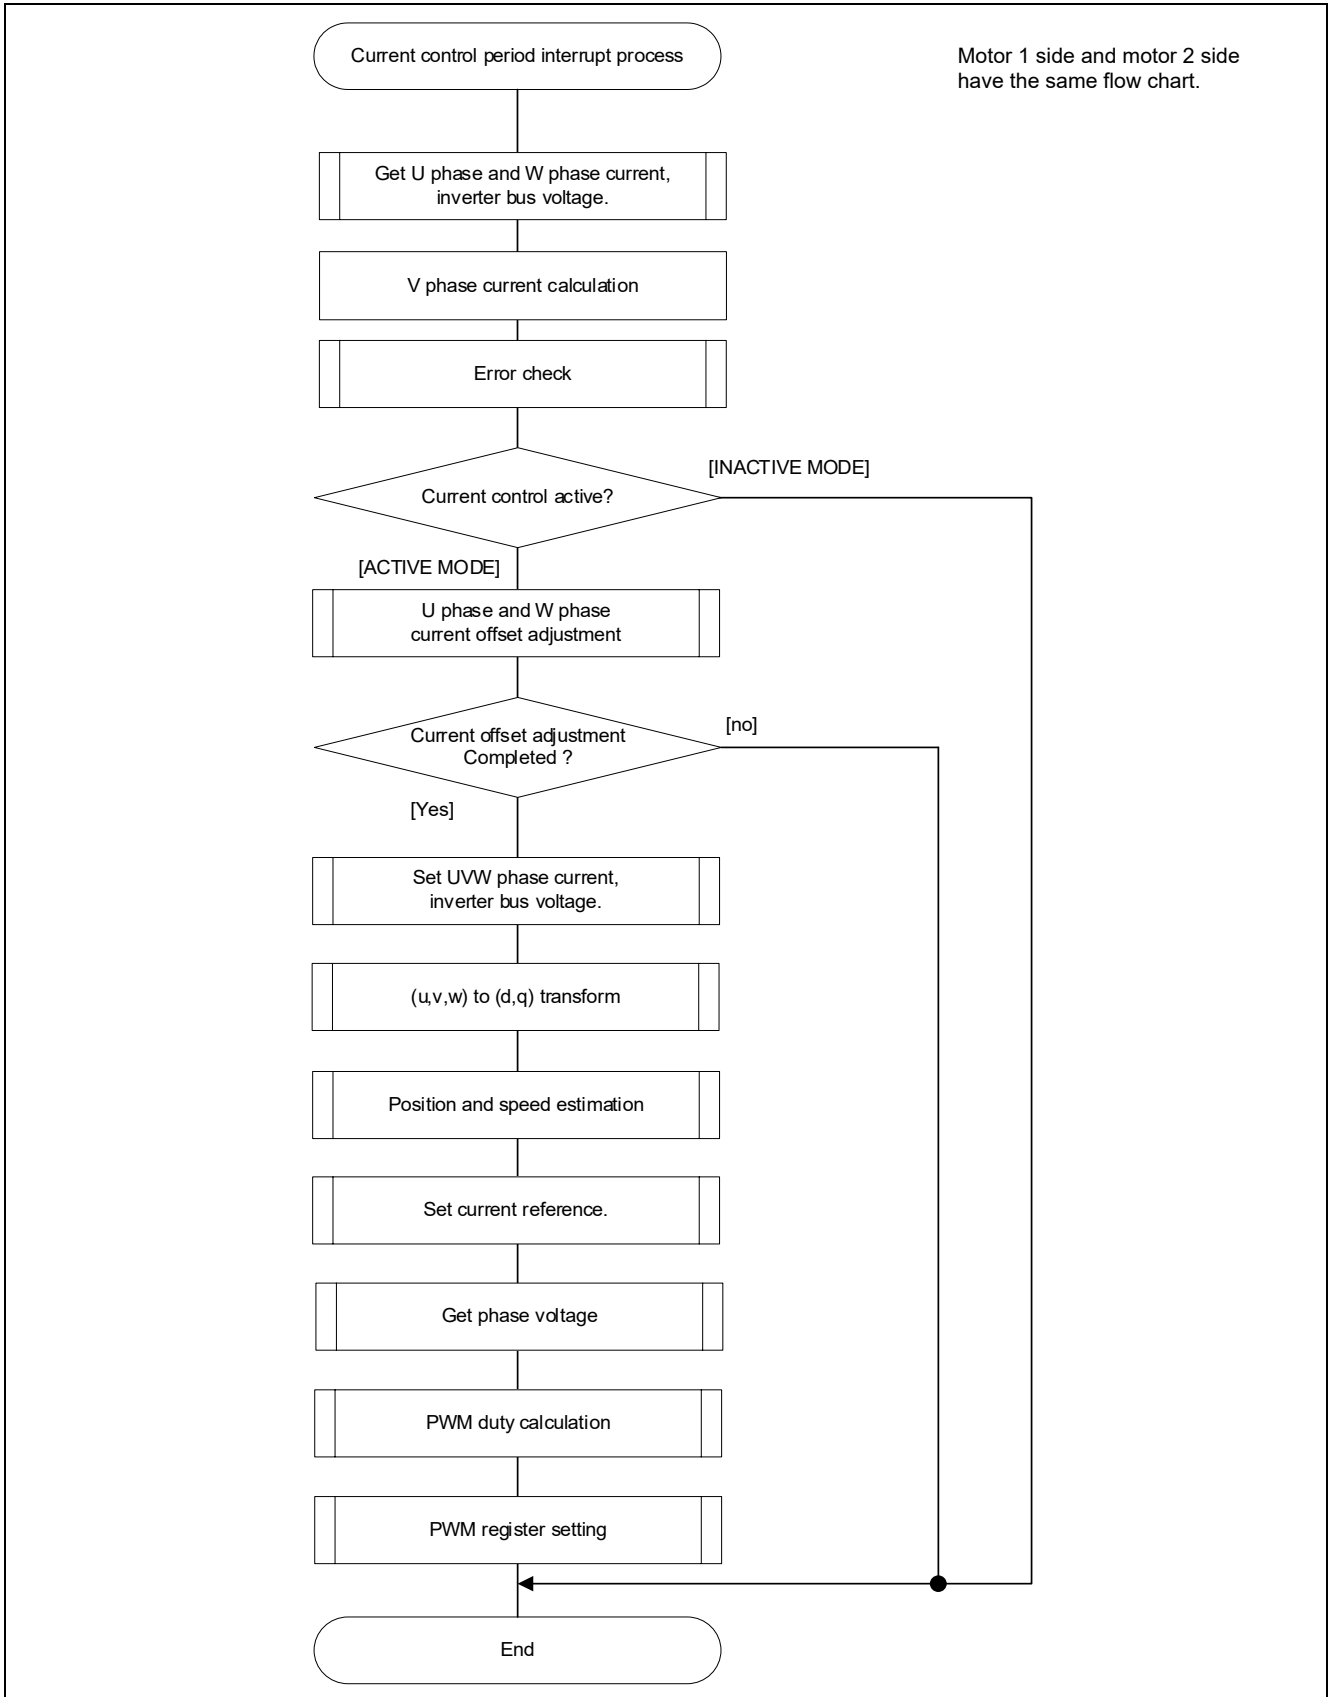 Current control period interrupt process
Motor 1 side and motor 2 side
have the same flow chart.
Get U phase and W phase current,
inverter bus voltage.
V phase current calculation
Error check
[INACTIVE MODE]
Current control active?
[ACTIVE MODE]
U phase and W phase
current offset adjustment
[no]
Current offset adjustment
Completed ?
[Yes]
Set UVW phase current,
inverter bus voltage.
(u,v,w) to (d,q) transform
Position and speed estimation
Set current reference.
Get phase voltage
PWM duty calculation
PWM register setting
End